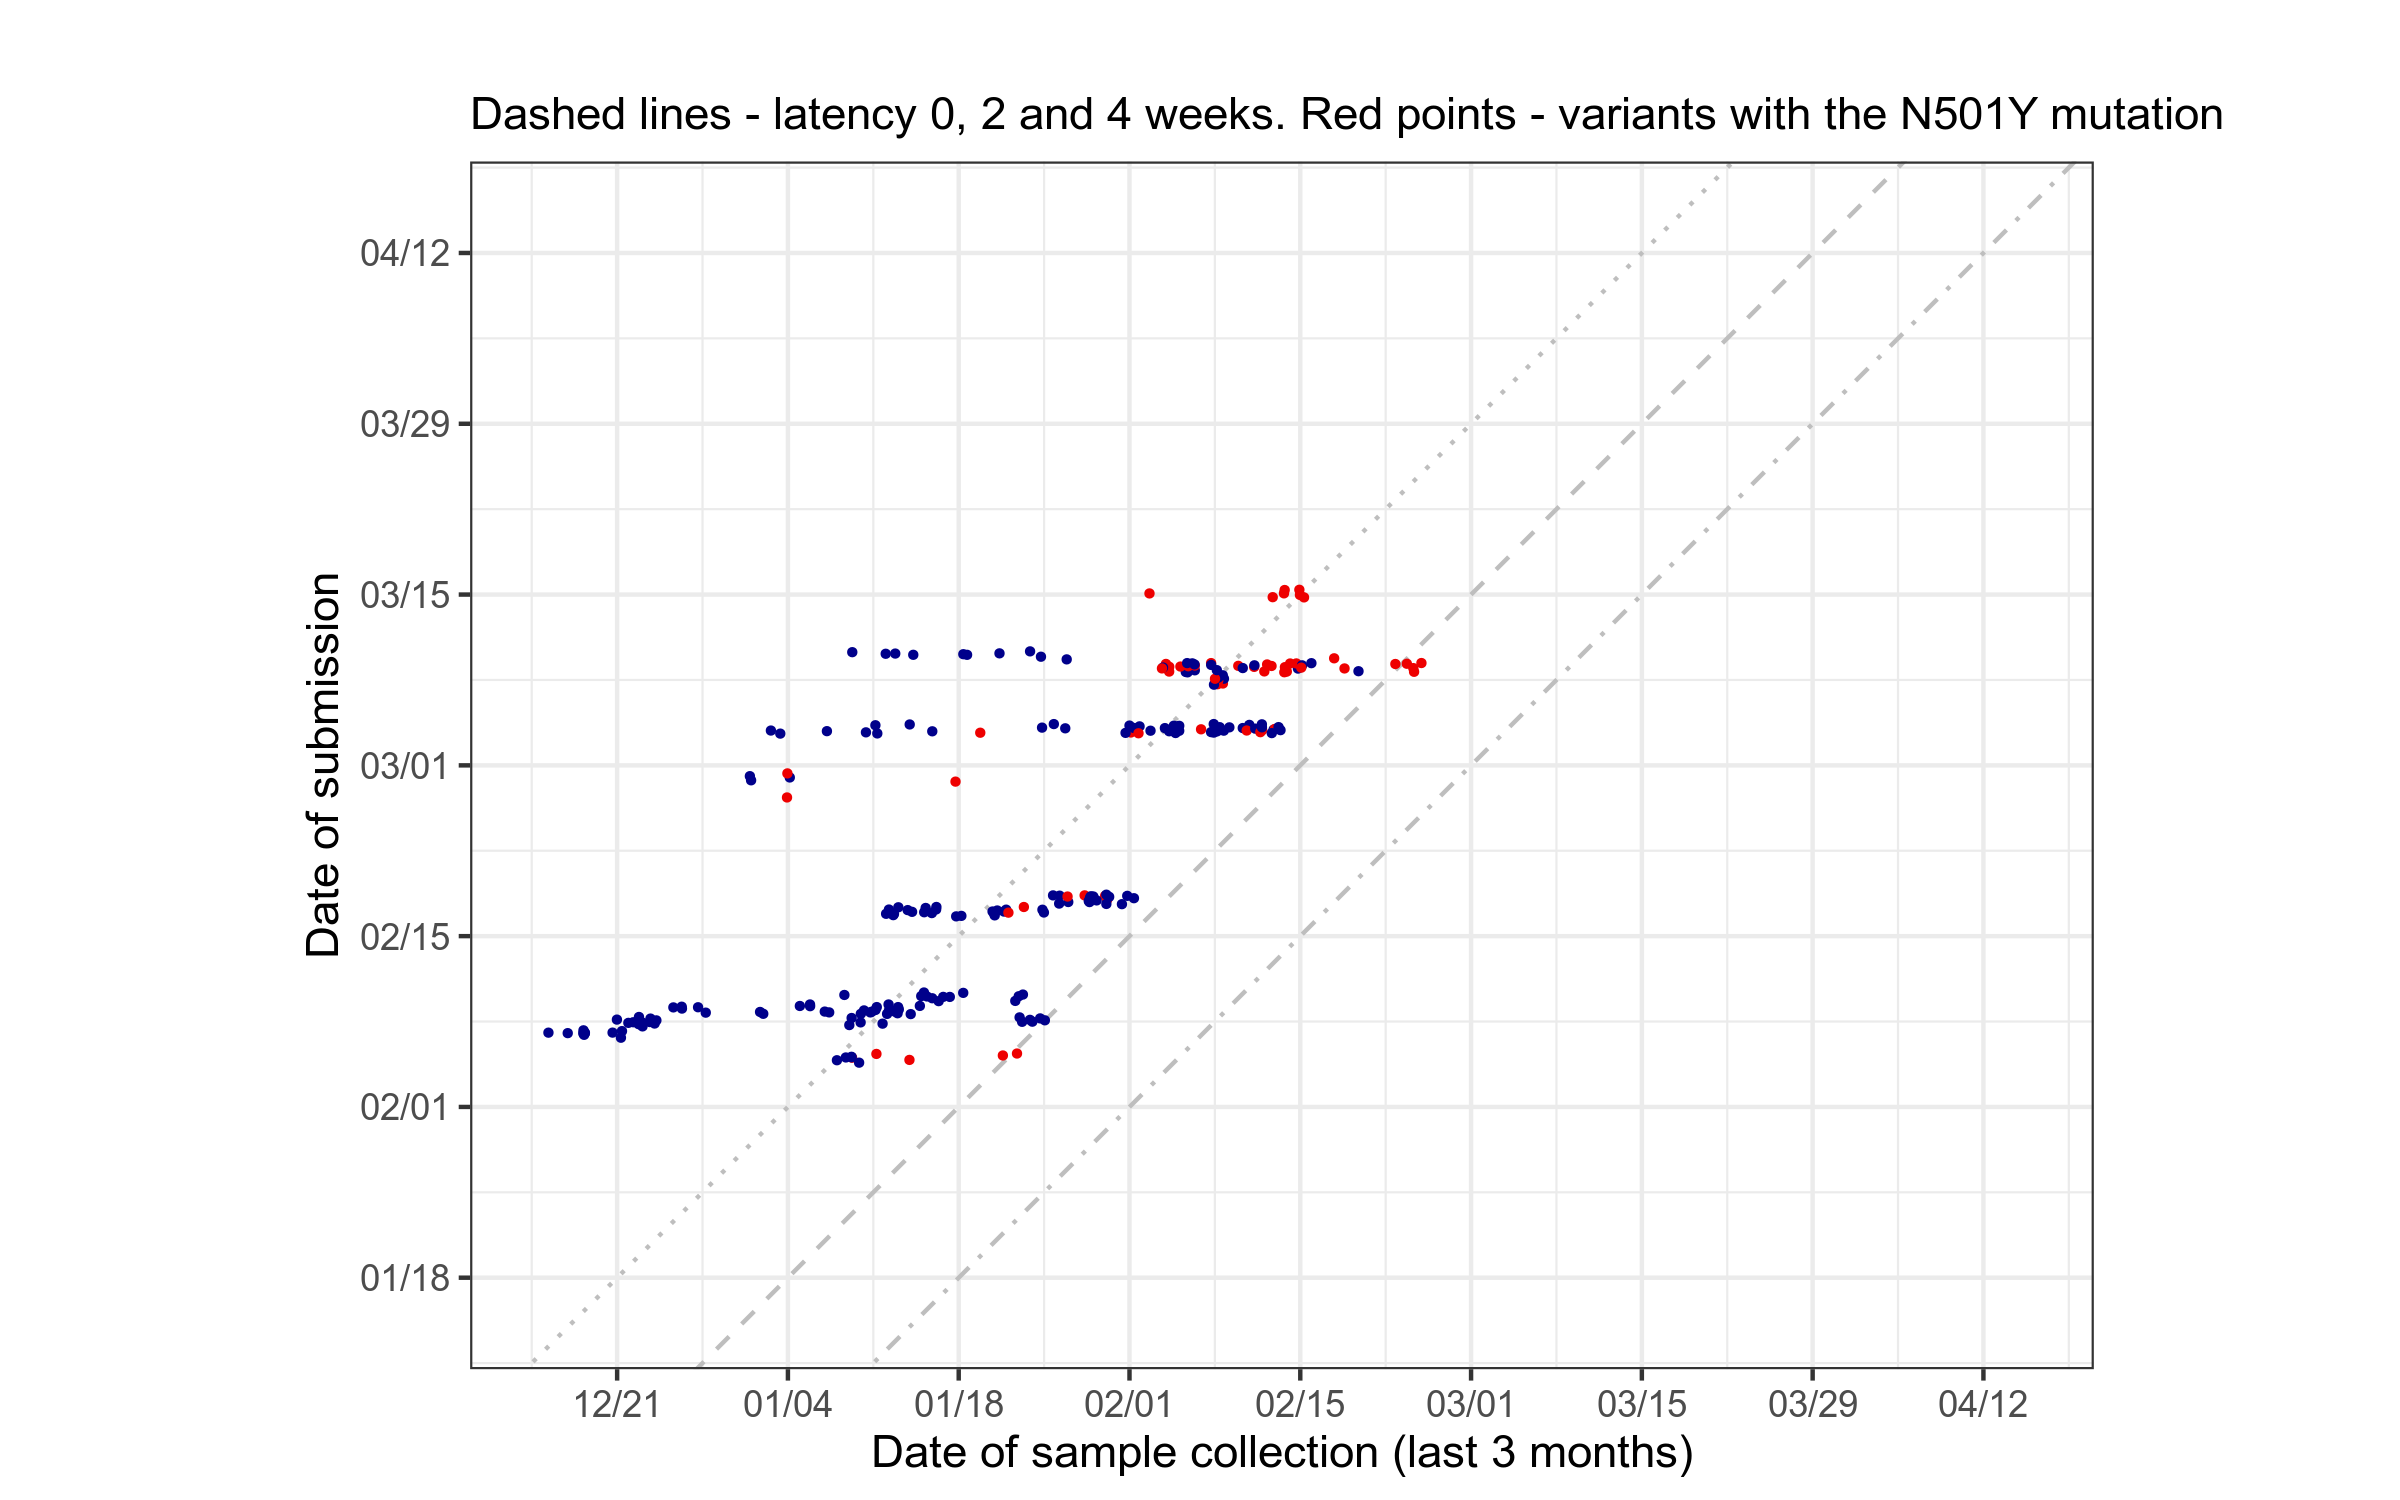 Dashed lines - latency 0, 2 and 4 weeks. Red points - variants with the N501Y mutation
Date of submission
04/12
03/29
03/15
03/01
02/15
02/01
01/18
12/21 01/04 01/18 02/01 02/15 03/01 03/15 03/29 04/12
Date of sample collection (last 3 months)